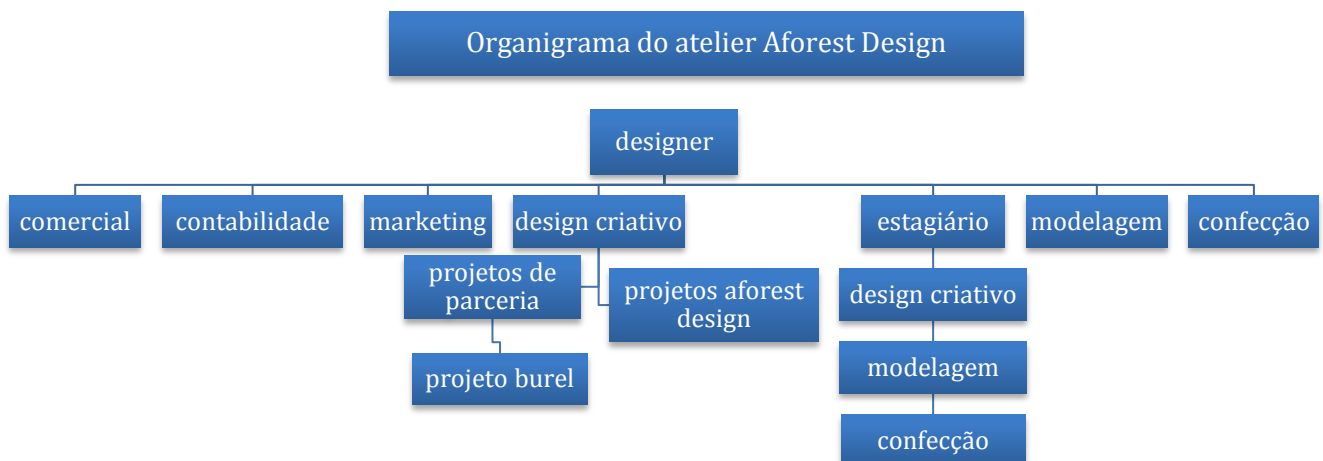 Organigrama do atelier Aforest Design
designer
comercial
contabilidade
marketing
design criativo
estagiário
modelagem
confecção
projetos de
parceria
projetos aforest
design
projeto burel
design criativo
modelagem
confecção